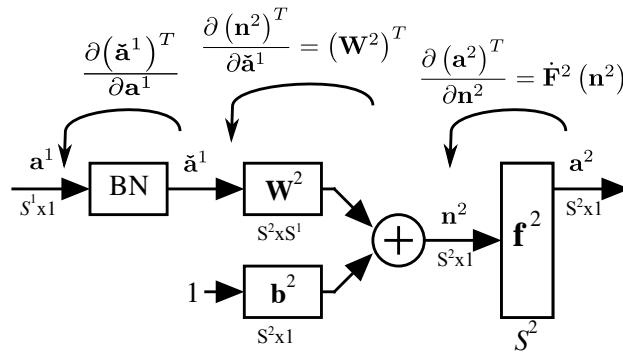 ∂(ǎ¹)ᵀ / ∂a¹
∂(n²)ᵀ / ∂ǎ¹ = (W²)ᵀ
∂(a²)ᵀ / ∂n² = Ḟ²(n²)
a¹
S¹x1
BN
ǎ¹
W²
S²xS¹
1
b²
S²x1
+
n²
S²x1
f²
S²
a²
S²x1